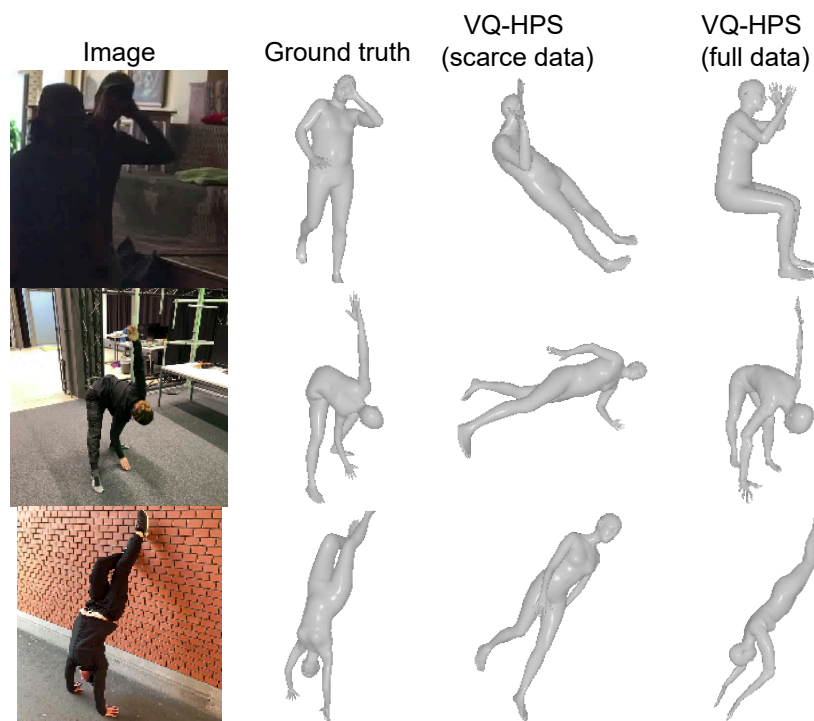 Image
Ground truth
VQ-HPS
(scarce data)
VQ-HPS
(full data)